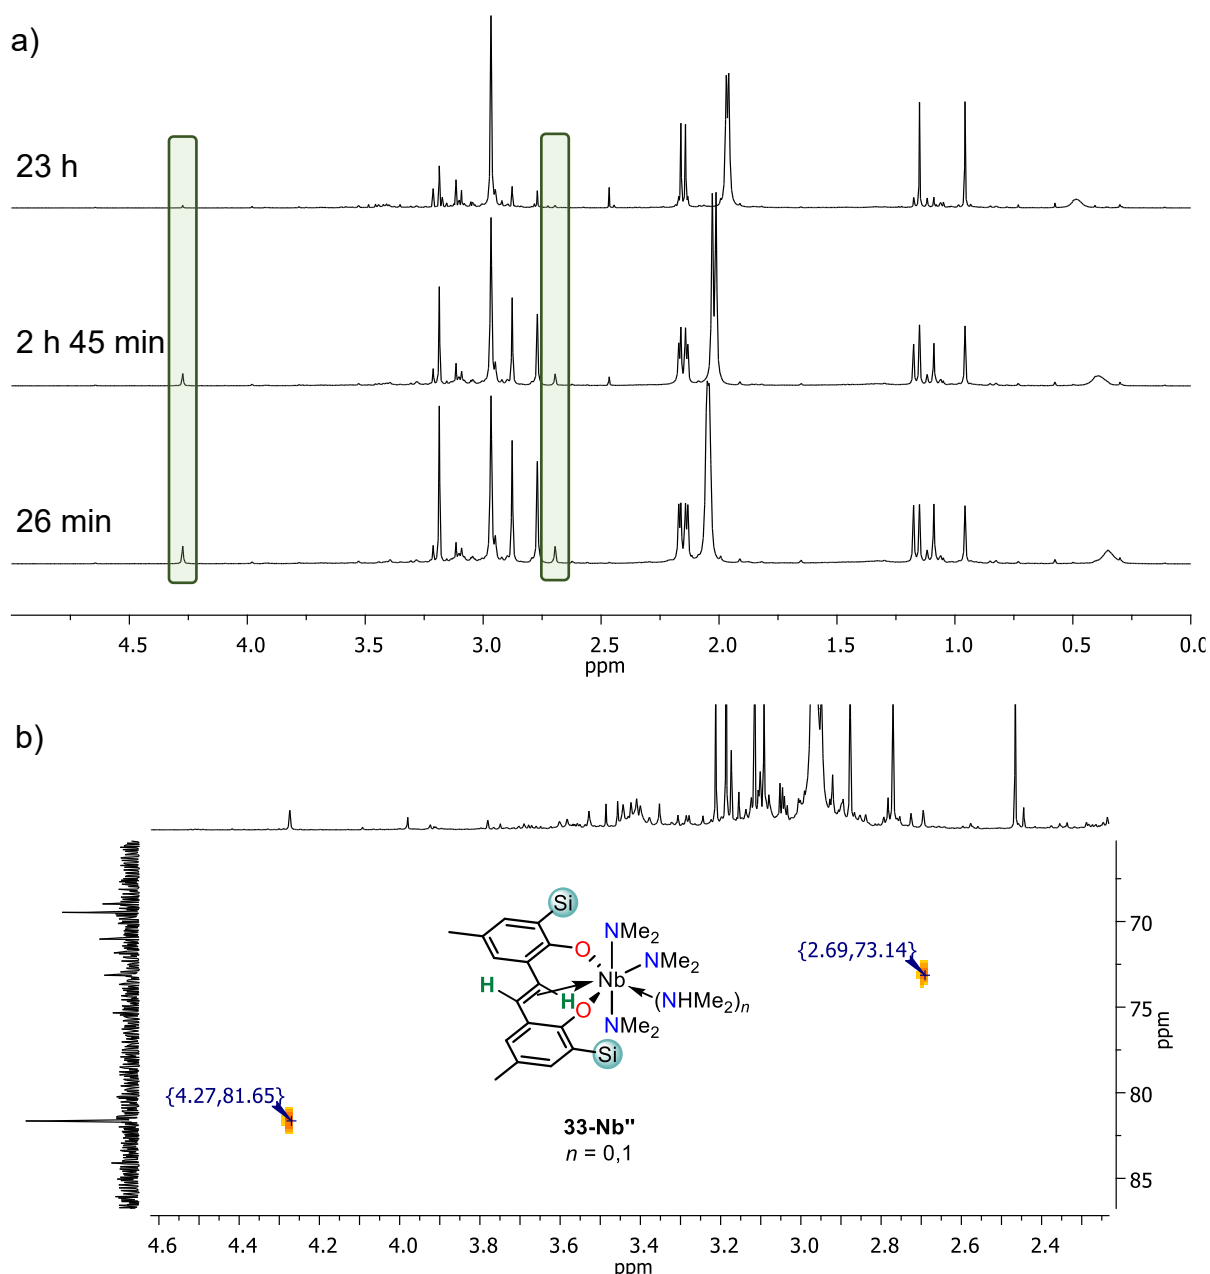 a)
23 h
2 h 45 min
26 min
4.5 4.0 3.5 3.0 2.5 2.0 1.5 1.0 0.5 0.0
ppm
b)
Si
NMe2
O
NMe2
H
Nb
H
(NHMe2)n
O
NMe2
Si
33-Nb"
n = 0,1
{2.69,73.14}
{4.27,81.65}
70
75
80
85
ppm
4.6 4.4 4.2 4.0 3.8 3.6 3.4 3.2 3.0 2.8 2.6 2.4
ppm